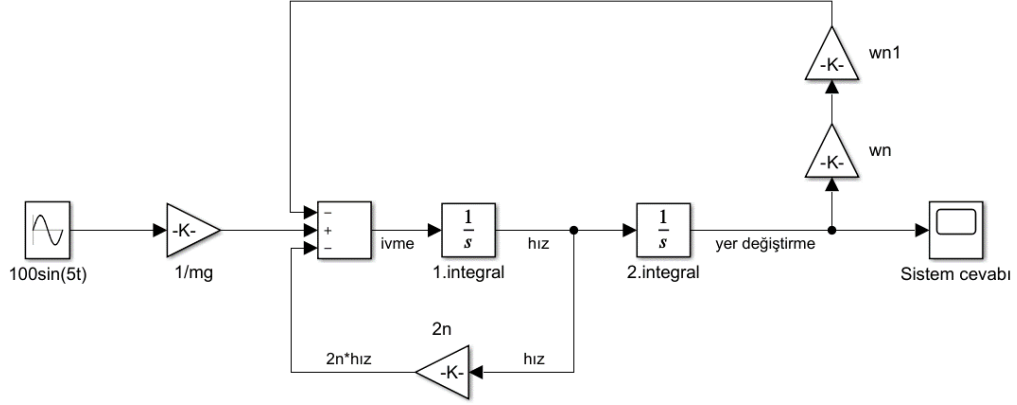 wn1
-K-
wn
-K-
100sin(5t)
-K-
1/mg
−
+
−
ivme
1
s
1.integral
hız
1
s
2.integral
yer değiştirme
Sistem cevabı
2n
2n*hız
-K-
hız